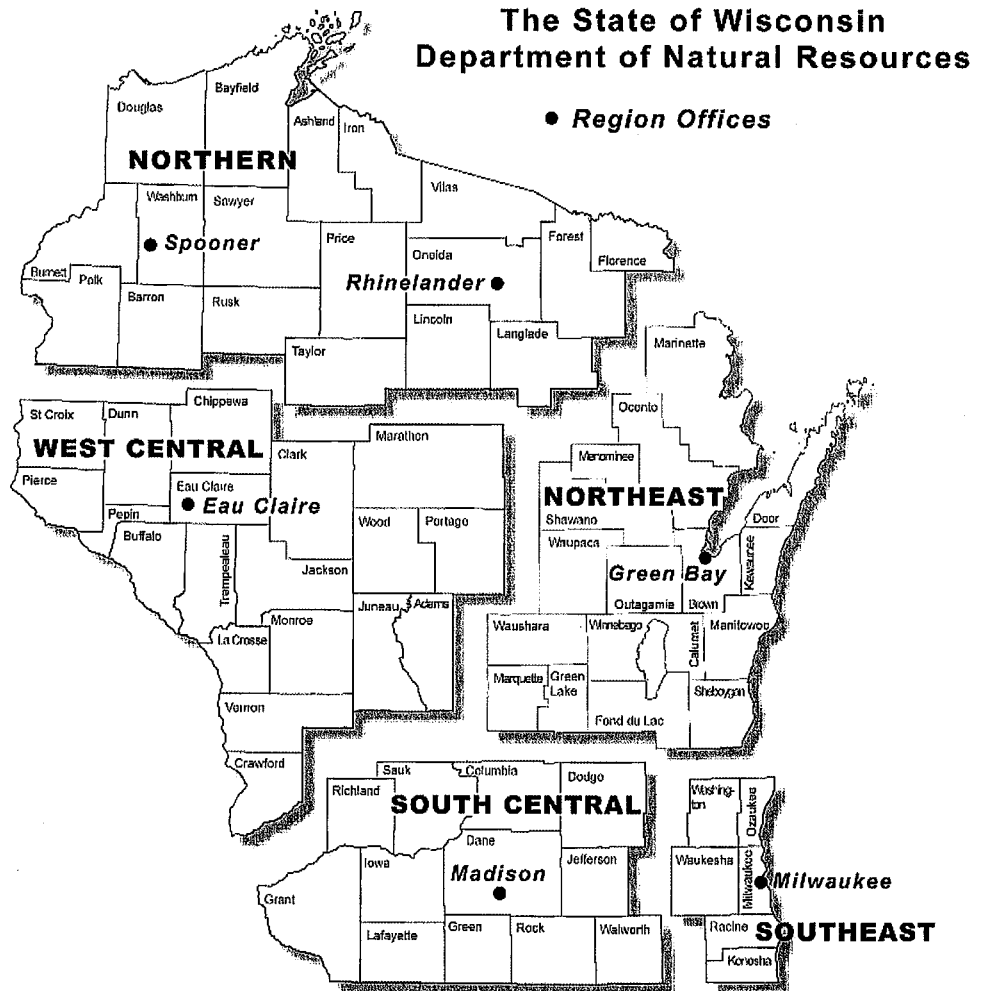 The State of Wisconsin
Department of Natural Resources
Region Offices
Bayfield
Douglas
Ashland
Iron
NORTHERN
Vilas
Washburn
Sawyer
Price
Forest
Spooner
Oneida
Florence
Burnett
Polk
Rhinelander
Barron
Rusk
Lincoln
Langlade
Taylor
Marinette
Chippewa
St Croix
Dunn
Oconto
WEST CENTRAL
Marathon
Clark
Menominee
Pierce
Eau Claire
Eau Claire
NORTHEAST
Pepin
Wood
Portage
Shawano
Door
Buffalo
Waupaca
Trempealeau
Jackson
Green Bay
Kewaunee
Juneau
Adams
Outagamie
Brown
Monroe
La Crosse
Waushara
Winnebago
Calumet
Manitowoc
Marquette
Green
Lake
Sheboygan
Vernon
Fond du Lac
Crawford
Sauk
Columbia
Dodge
Richland
SOUTH CENTRAL
Washing-
ton
Ozaukee
Dane
Iowa
Jefferson
Waukesha
Madison
Milwaukee
Milwaukee
Grant
Green
Rock
Walworth
Racine
SOUTHEAST
Lafayette
Kenosha